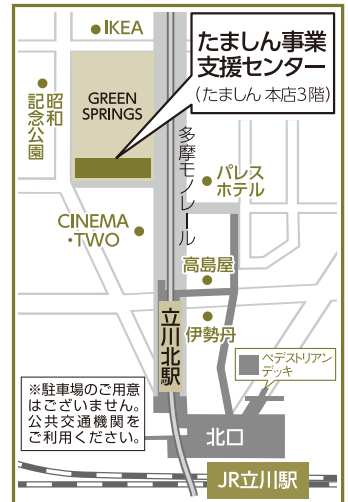 IKEA
たましん事業
支援センター
(たましん 本店3階)
昭和
記念公園
GREEN
SPRINGS
多摩モノレール
パレス
ホテル
CINEMA
・TWO
高島屋
伊勢丹
立川北駅
ペデストリアン
デッキ
※駐車場のご用意
はございません。
公共交通機関を
ご利用ください。
北口
JR立川駅